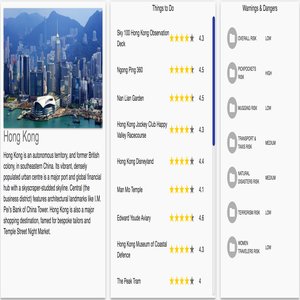 Hong Kong
Hong Kong is an autonomous territory, and former British
colony, in southeastern China. Its vibrant, densely
populated urban centre is a major port and global financial
hub with a skyscraper-studded skyline. Central (the
business district) features architectural landmarks like I.M.
Pei's Bank of China Tower. Hong Kong is also a major
shopping destination, famed for bespoke tailors and
Temple Street Night Market.
Things to Do
Sky 100 Hong Kong Observation
Deck
4.3
Ngong Ping 360
4.5
Nan Lian Garden
4.5
Hong Kong Jockey Club Happy
Valley Racecourse
4.3
Hong Kong Disneyland
4.4
Man Mo Temple
4.1
Edward Youde Aviary
4.6
Hong Kong Museum of Coastal
Defence
4.3
The Peak Tram
4
Warnings & Dangers
OVERALL RISK
LOW
PICKPOCKETS
RISK
HIGH
MUGGING RISK
LOW
TRANSPORT &
TAXIS RISK
MEDIUM
NATURAL
DISASTERS RISK
MEDIUM
TERRORISM RISK
LOW
WOMEN
TRAVELERS RISK
LOW